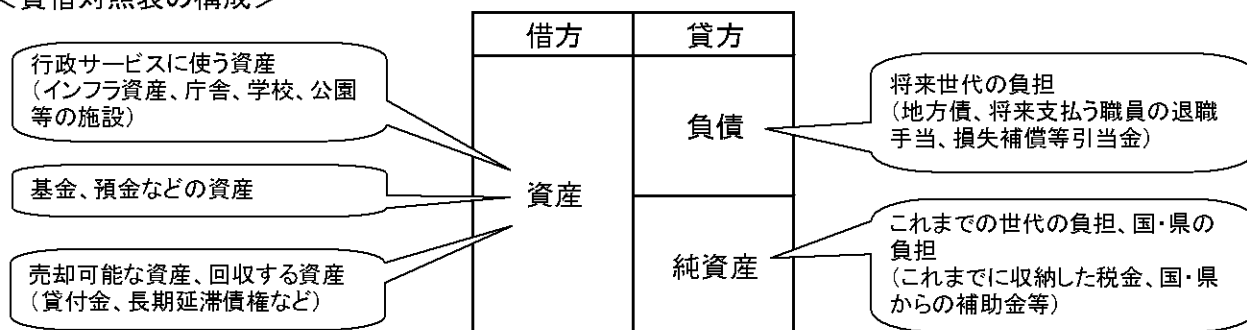 ＜貸借対照表の構成＞
借方
貸方
行政サービスに使う資産
（インフラ資産、庁舎、学校、公園
等の施設）
基金、預金などの資産
売却可能な資産、回収する資産
（貸付金、長期延滞債権など）
資産
負債
純資産
将来世代の負担
（地方債、将来支払う職員の退職
手当、損失補償等引当金）
これまでの世代の負担、国・県の
負担
（これまでに収納した税金、国・県
からの補助金等）